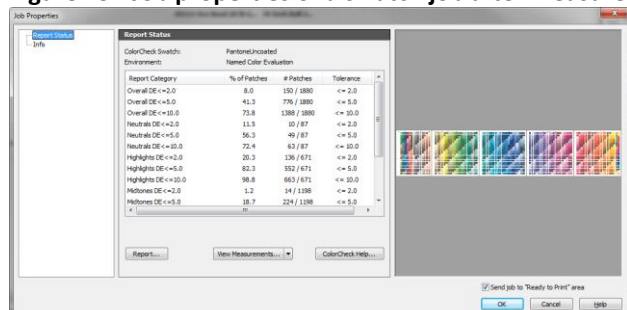 Job Properties
Report Status
Info
Report Status
ColorCheck Swatch: PantoneUncoated
Environment: Named Color Evaluation
Report Category % of Patches # Patches Tolerance
Overall DE<=2.0 8.0 150 / 1880 <= 2.0
Overall DE<=5.0 41.3 776 / 1880 <= 5.0
Overall DE<=10.0 73.8 1388 / 1880 <= 10.0
Neutrals DE<=2.0 11.5 10 / 87 <= 2.0
Neutrals DE<=5.0 56.3 49 / 87 <= 5.0
Neutrals DE<=10.0 72.4 63 / 87 <= 10.0
Highlights DE<=2.0 20.3 136 / 671 <= 2.0
Highlights DE<=5.0 82.3 552 / 671 <= 5.0
Highlights DE<=10.0 98.8 663 / 671 <= 10.0
Midtones DE<=2.0 1.2 14 / 1198 <= 2.0
Midtones DE<=5.0 18.7 224 / 1198 <= 5.0
Report... View Measurements... ColorCheck Help...
Send job to "Ready to Print" area
OK Cancel Help